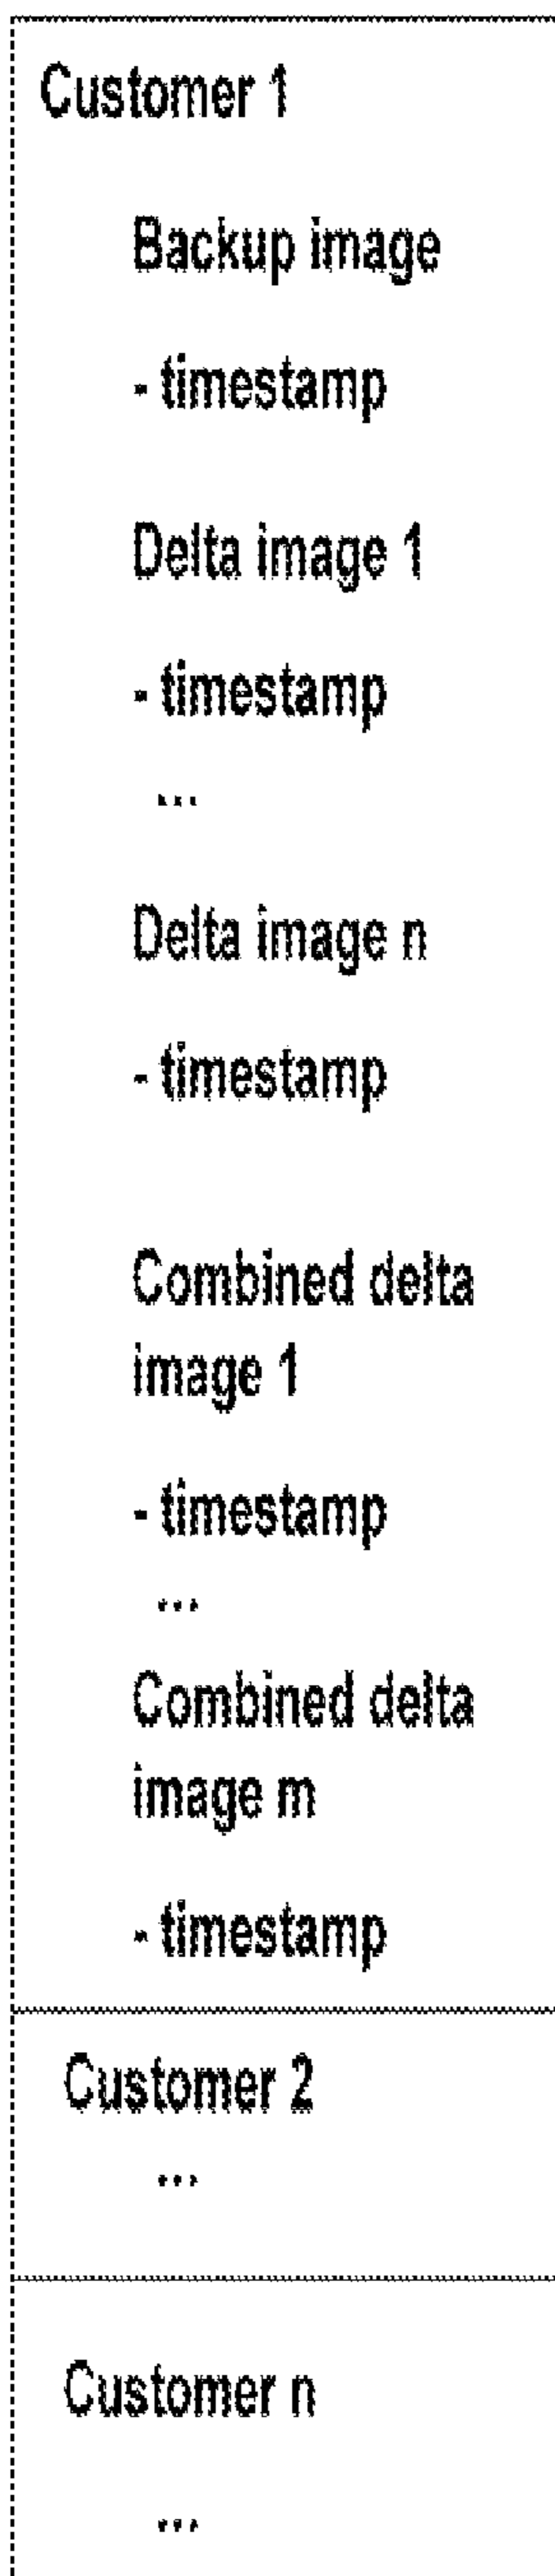 Customer 1
Backup image
- timestamp
Delta image 1
- timestamp
...
Delta image n
- timestamp
Combined delta
image 1
- timestamp
...
Combined delta
image m
- timestamp
Customer 2
...
Customer n
...